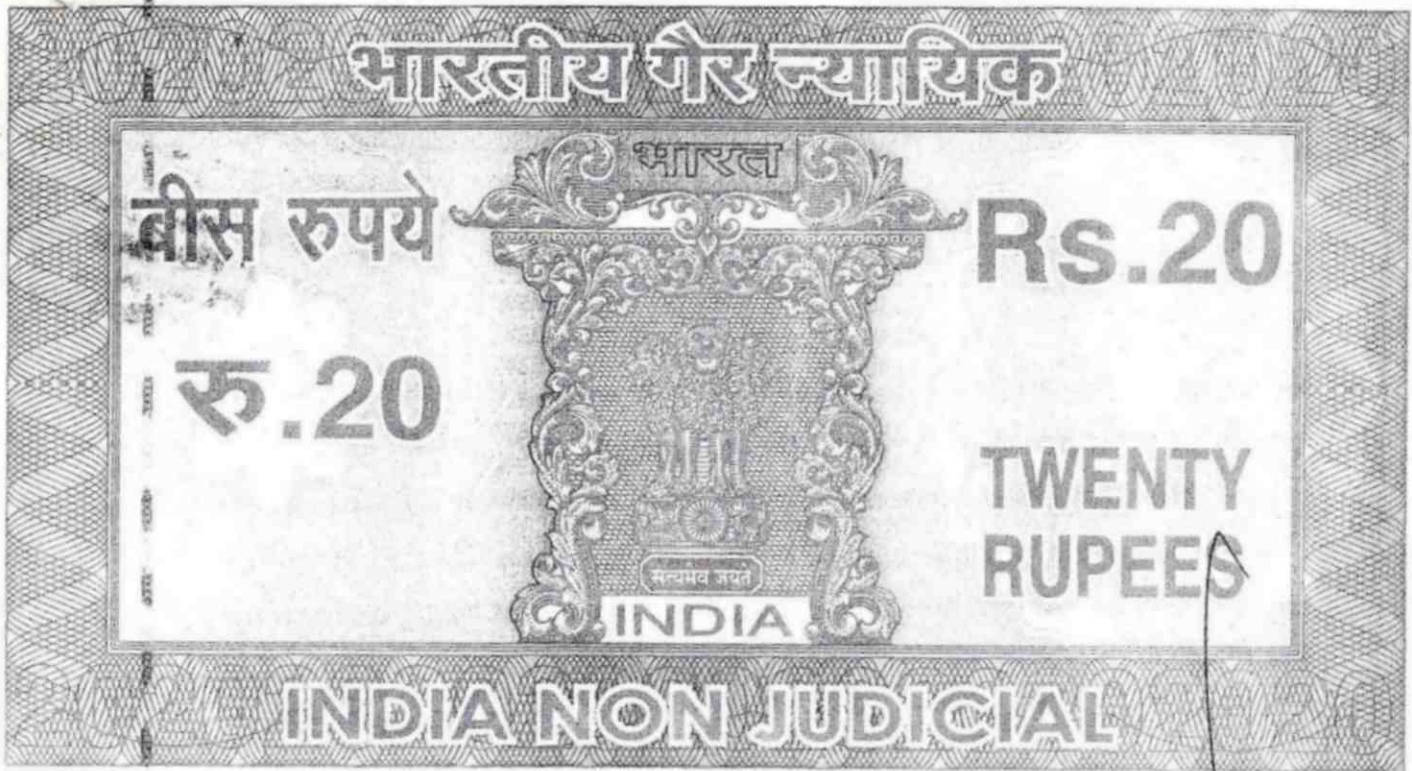 भारतीय गैर न्यायिक
भारत
बीस रुपये
Rs.20
रु.20
TWENTY
RUPEES
सत्यमेव जयते
INDIA
INDIA NON JUDICIAL